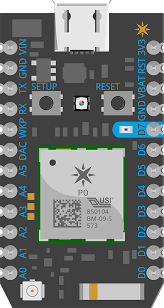 VIN
GND
TX
RX
WKP
DAC
A5
A4
A3
A2
A1
A0
SETUP
RESET
3V3
RST
VBAT
GND
D7
D6
D5
D4
D3
D2
D1
D0
P0
USI
850104
BM-09-S
573